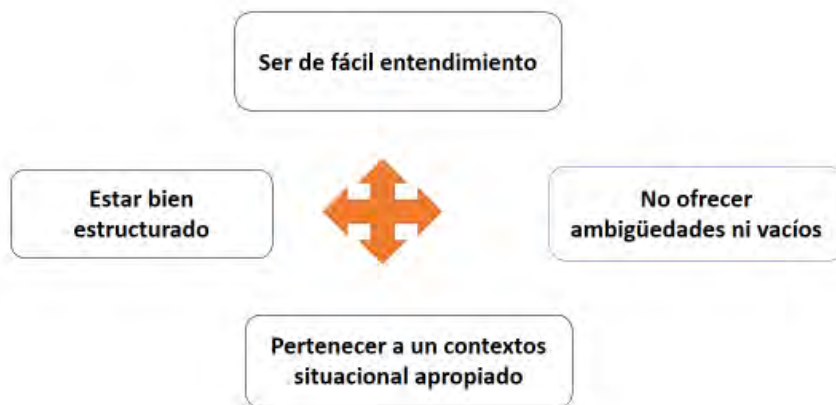 Ser de fácil entendimiento
Estar bien
estructurado
No ofrecer
ambigüedades ni vacíos
Pertenecer a un contextos
situacional apropiado